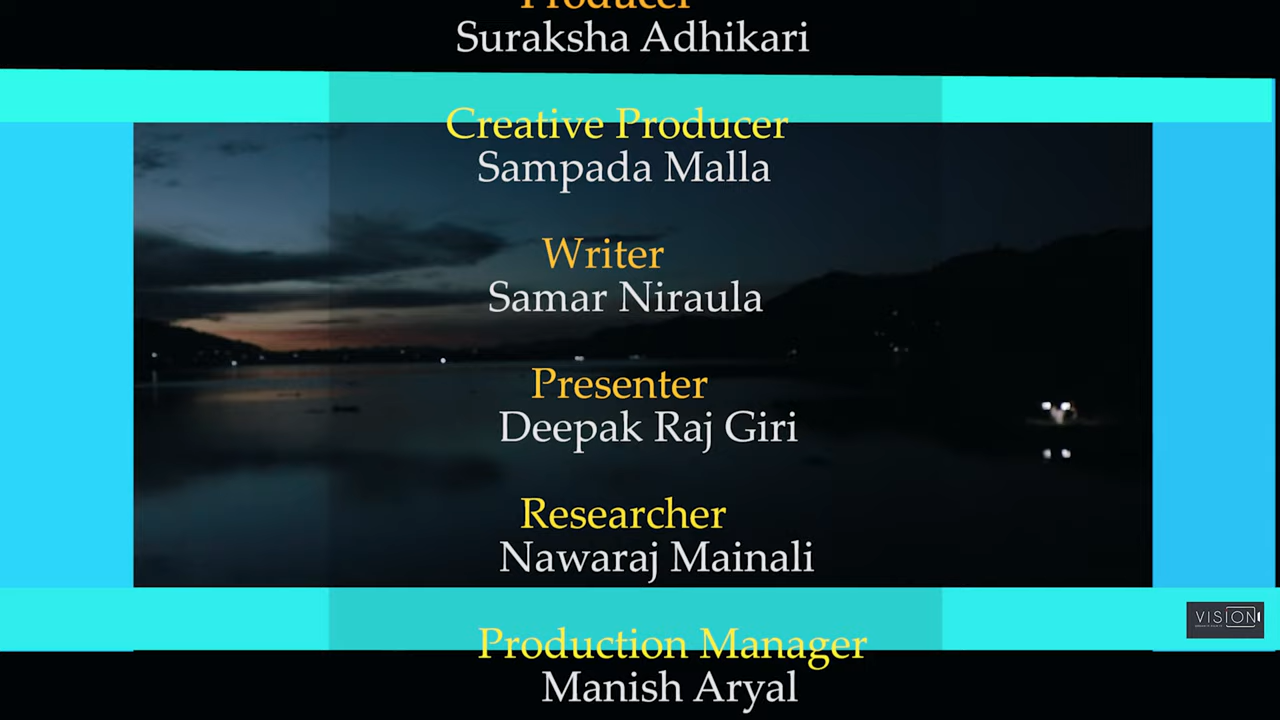 Producer
Suraksha Adhikari
Creative Producer
Sampada Malla
Writer
Samar Niraula
Presenter
Deepak Raj Giri
Researcher
Nawaraj Mainali
VISION
Production Manager
Manish Aryal